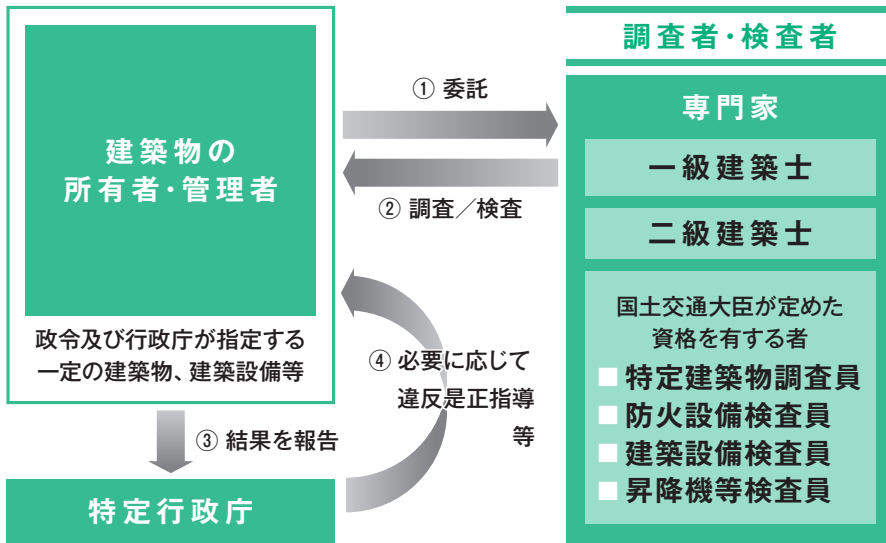 建築物の
所有者・管理者
政令及び行政庁が指定する
一定の建築物、建築設備等
① 委託
② 調査／検査
③ 結果を報告
④ 必要に応じて
違反是正指導
等
特定行政庁
調査者・検査者
専門家
一級建築士
二級建築士
国土交通大臣が定めた
資格を有する者
■ 特定建築物調査員
■ 防火設備検査員
■ 建築設備検査員
■ 昇降機等検査員